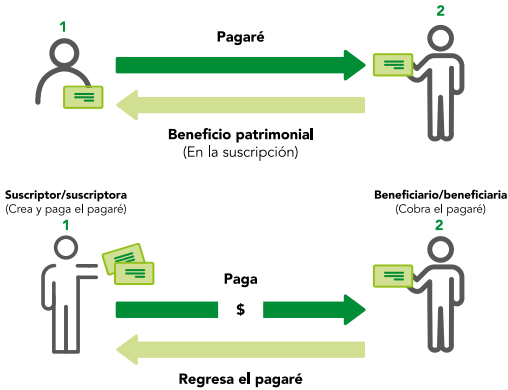 1
2
Pagaré
Beneficio patrimonial
(En la suscripción)
Suscriptor/suscriptora
(Crea y paga el pagaré)
1
Beneficiario/beneficiaria
(Cobra el pagaré)
2
Paga
$
Regresa el pagaré